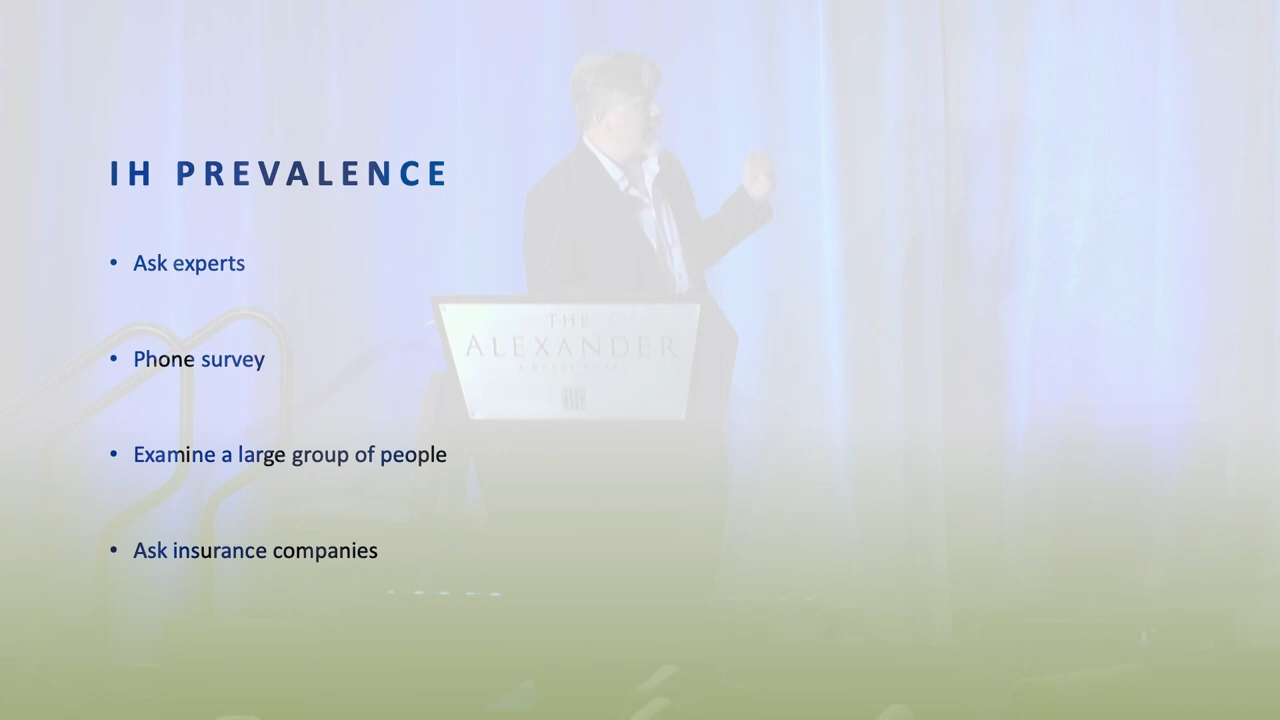 IH PREVALENCE
• Ask experts
• Phone survey
• Examine a large group of people
• Ask insurance companies
THE
ALEXANDER